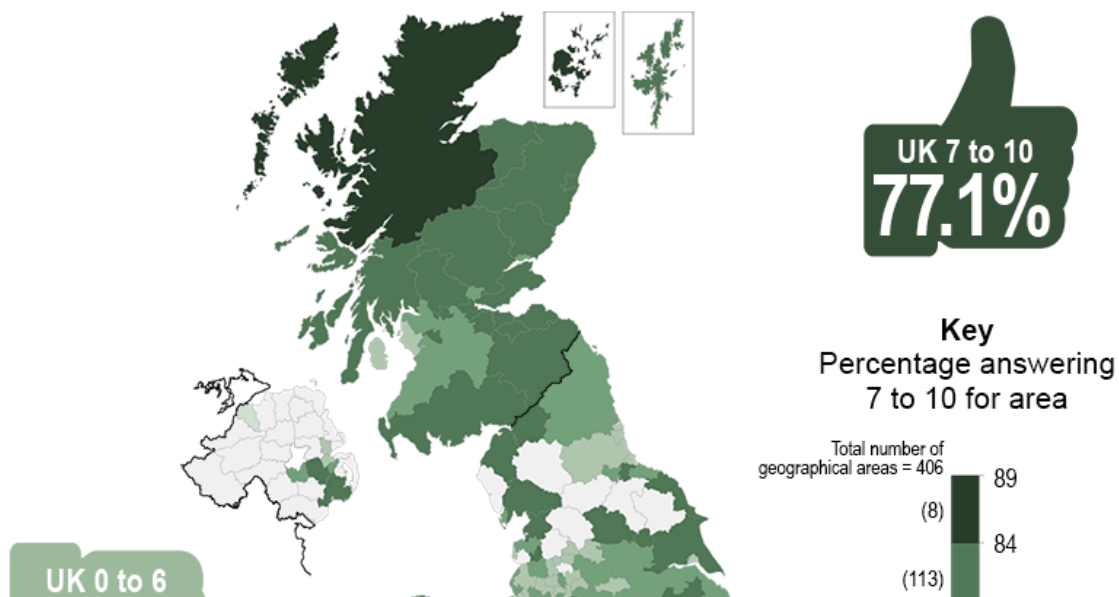 UK 7 to 10
77.1%
Key
Percentage answering
7 to 10 for area
Total number of
geographical areas = 406
89
(8)
84
(113)
UK 0 to 6